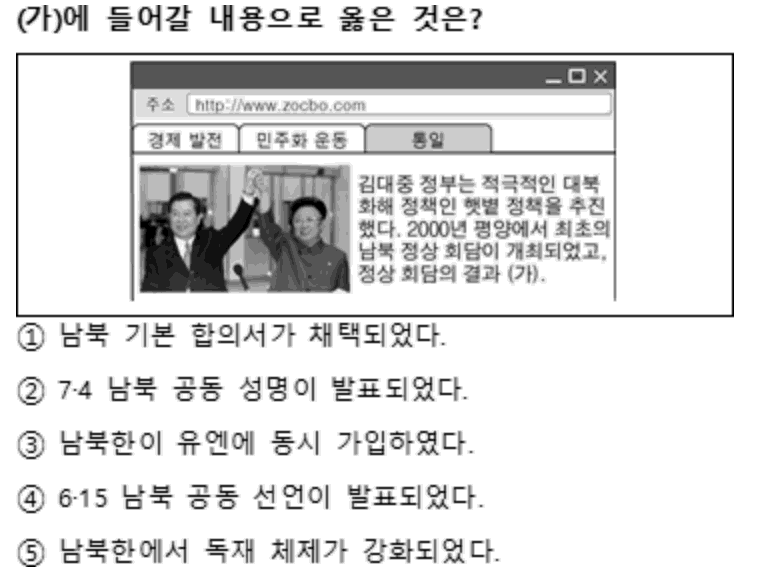 (가)에 들어갈 내용으로 옳은 것은?
주소 http://www.zocbo.com
경제 발전 민주화 운동 통일
김대중 정부는 적극적인 대북
화해 정책인 햇볕 정책을 추진
했다. 2000년 평양에서 최초의
남북 정상 회담이 개최되었고,
정상 회담의 결과 (가).
① 남북 기본 합의서가 채택되었다.
② 7·4 남북 공동 성명이 발표되었다.
③ 남북한이 유엔에 동시 가입하였다.
④ 6·15 남북 공동 선언이 발표되었다.
⑤ 남북한에서 독재 체제가 강화되었다.